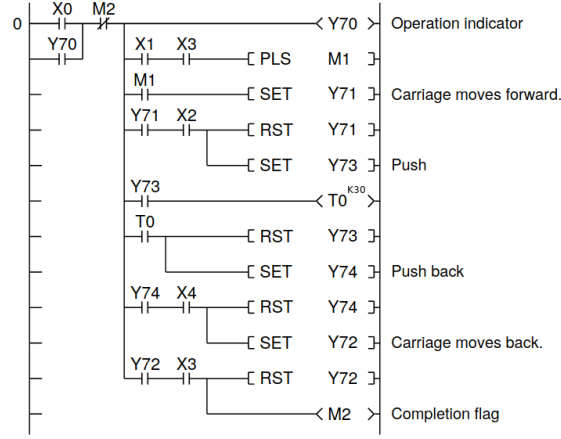 X0 M2
0 Y70 Operation indicator
Y70 X1 X3
PLS M1
M1
SET Y71 Carriage moves forward.
Y71 X2
RST Y71
SET Y73 Push
Y73
T0 K30
T0
RST Y73
SET Y74 Push back
Y74 X4
RST Y74
SET Y72 Carriage moves back.
Y72 X3
RST Y72
M2 Completion flag